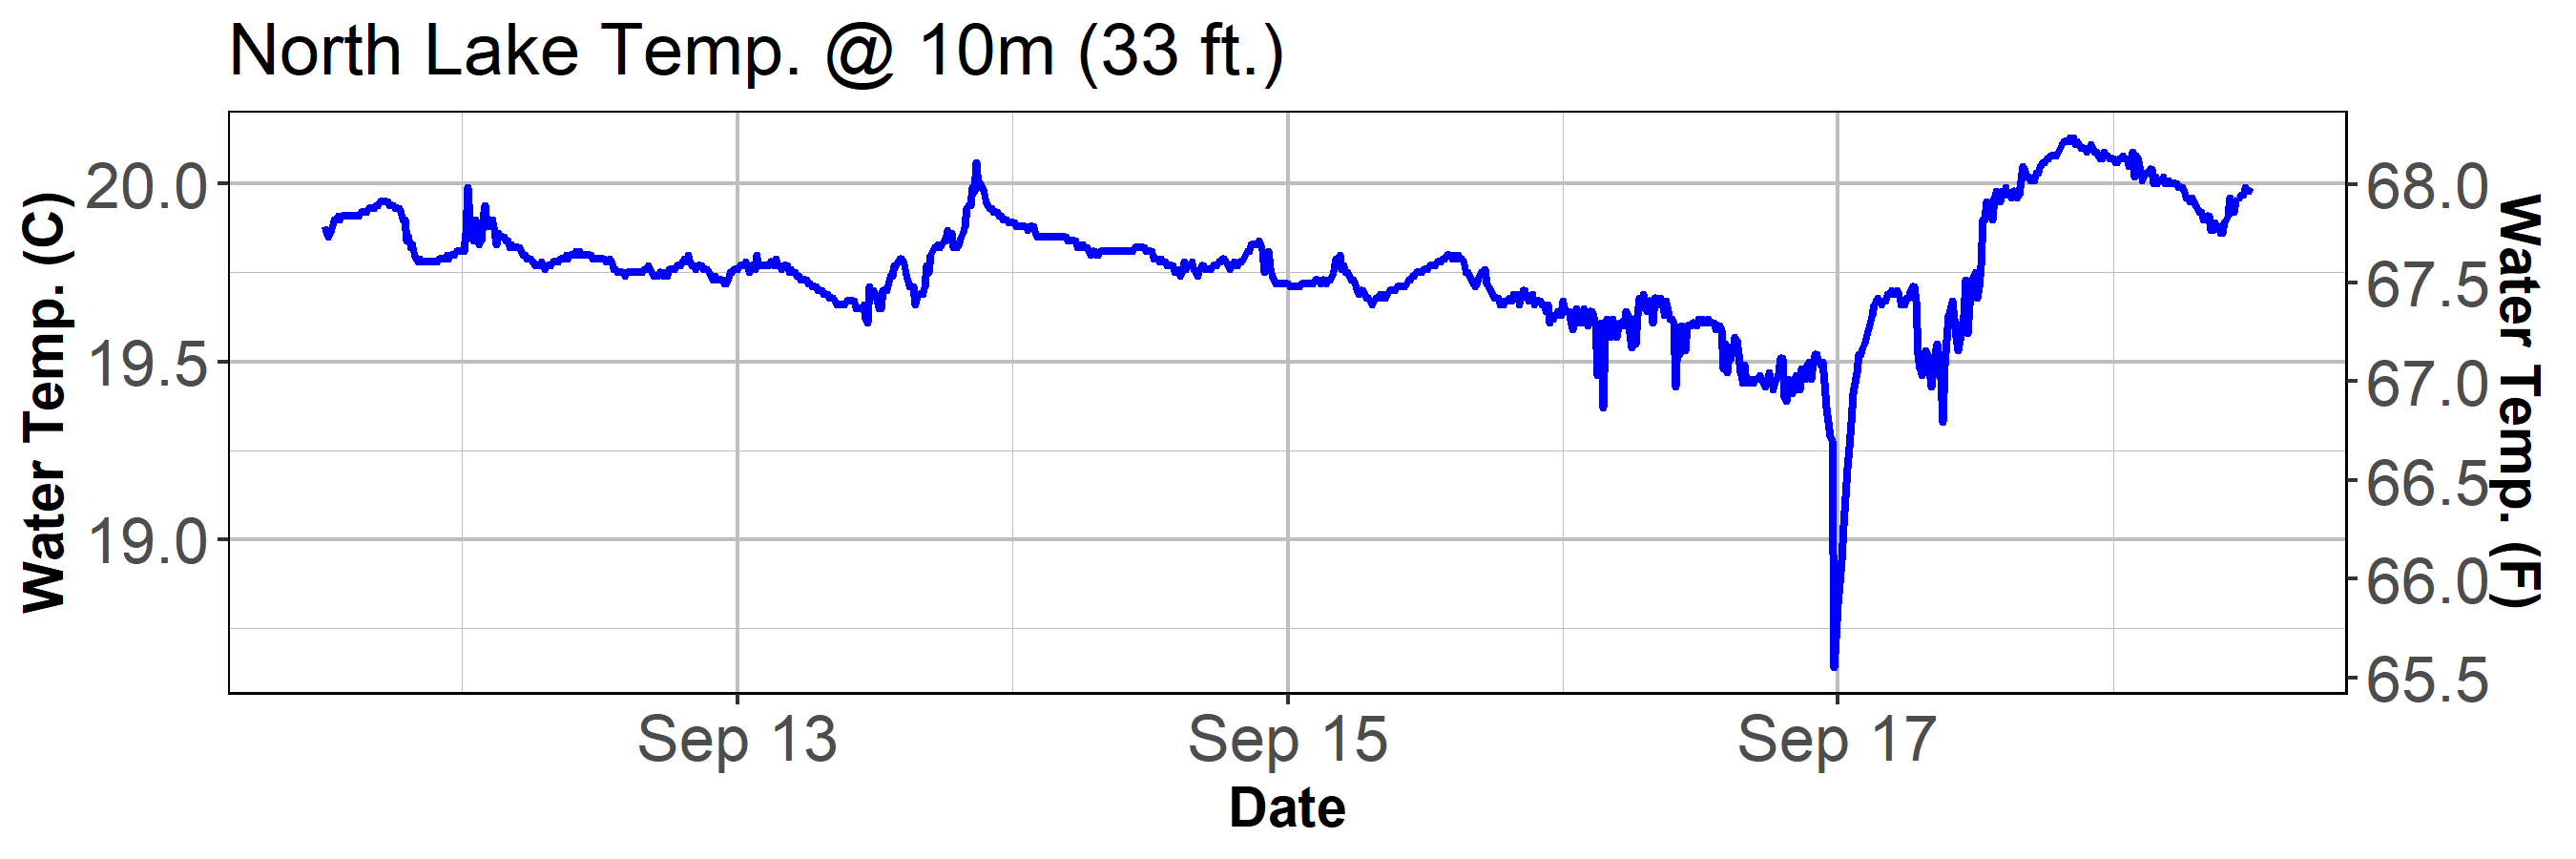 North Lake Temp. @ 10m (33 ft.)
Water Temp. (C)
20.0
19.5
19.0
68.0
67.5
67.0
66.5
66.0
65.5
Water Temp. (F)
Sep 13
Sep 15
Sep 17
Date